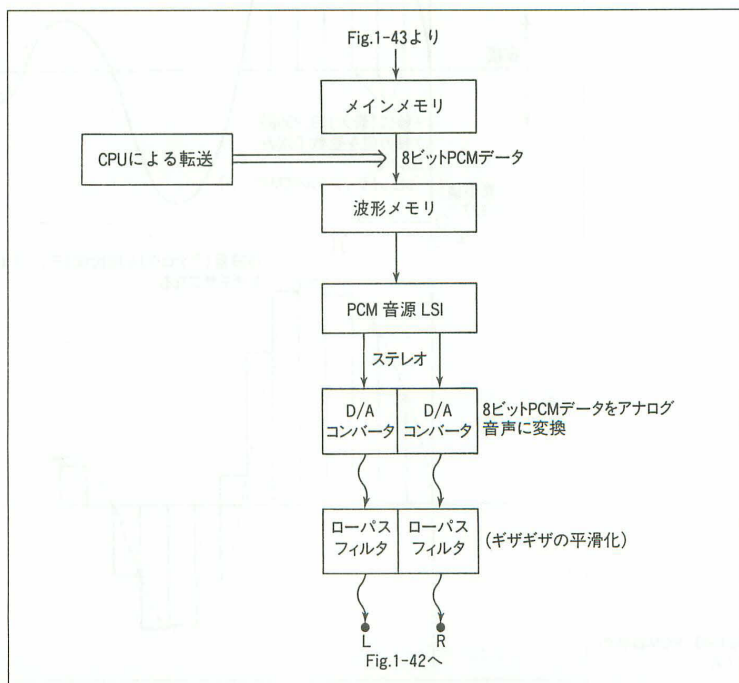 Fig.1-43より
メインメモリ
CPUによる転送
8ビットPCMデータ
波形メモリ
PCM 音源 LSI
ステレオ
D/A
コンバータ
D/A
コンバータ
8ビットPCMデータをアナログ
音声に変換
ローパス
フィルタ
ローパス
フィルタ
(ギザギザの平滑化)
L
R
Fig.1-42へ